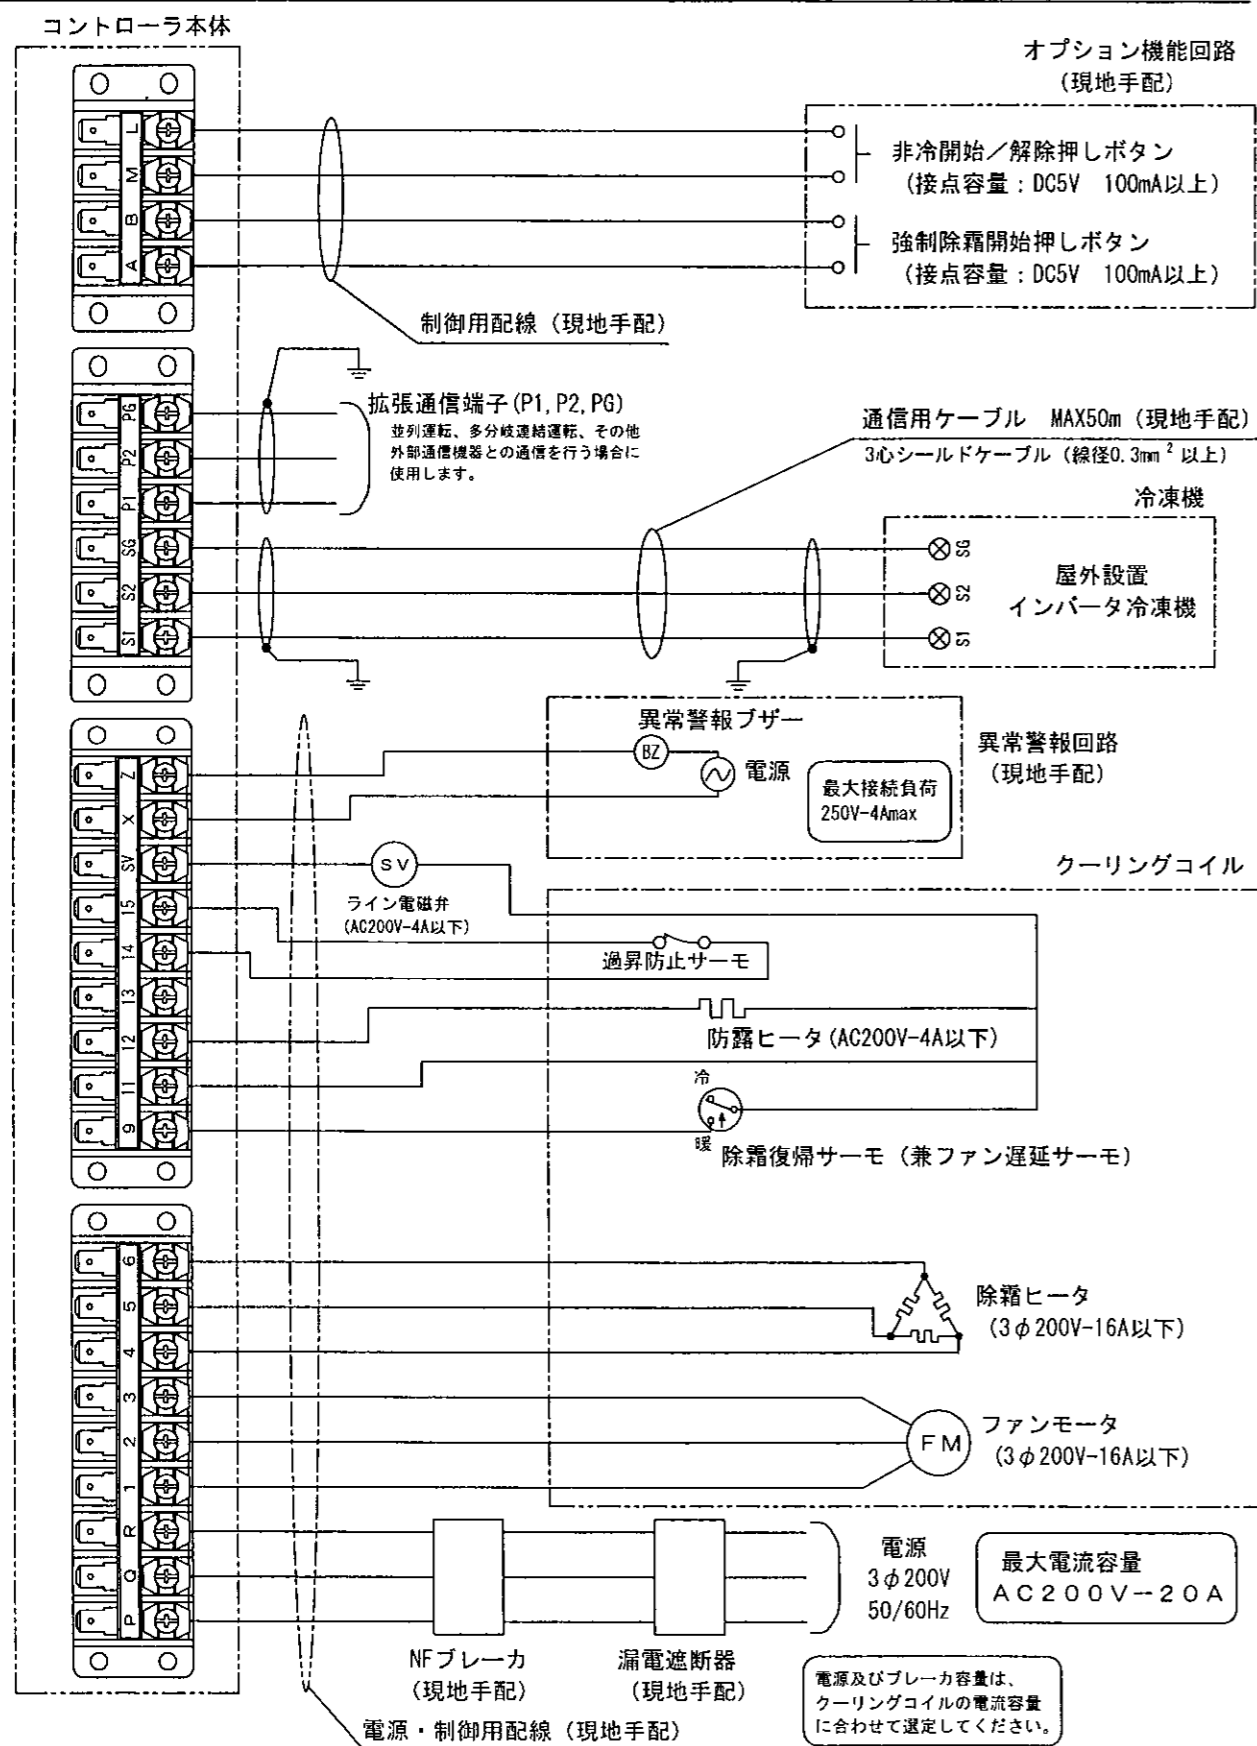 コントローラ本体
オプション機能回路
(現地手配)
L
M
B
A
非冷開始／解除押しボタン
(接点容量：DC5V 100mA以上)
強制除霜開始押しボタン
(接点容量：DC5V 100mA以上)
制御用配線 (現地手配)
PG
P2
P1
SG
S2
S1
拡張通信端子(P1, P2, PG)
並列運転、多分岐連結運転、その他
外部通信機器との通信を行う場合に
使用します。
通信用ケーブル MAX50m (現地手配)
3心シールドケーブル (線径0.3mm²以上)
冷凍機
SG
S2
S1
屋外設置
インバータ冷凍機
Z
X
SV
15
14
13
12
11
9
異常警報ブザー
BZ
電源
最大接続負荷
250V-4Amax
異常警報回路
(現地手配)
SV
ライン電磁弁
(AC200V-4A以下)
クーリングコイル
過昇防止サーモ
防露ヒータ(AC200V-4A以下)
冷
暖
除霜復帰サーモ (兼ファン遅延サーモ)
6
5
4
3
2
1
R
Q
P
除霜ヒータ
(3φ200V-16A以下)
FM
ファンモータ
(3φ200V-16A以下)
電源
3φ200V
50/60Hz
最大電流容量
AC200V-20A
NFブレーカ
(現地手配)
漏電遮断器
(現地手配)
電源及びブレーカ容量は、
クーリングコイルの電流容量
に合わせて選定してください。
電源・制御用配線 (現地手配)